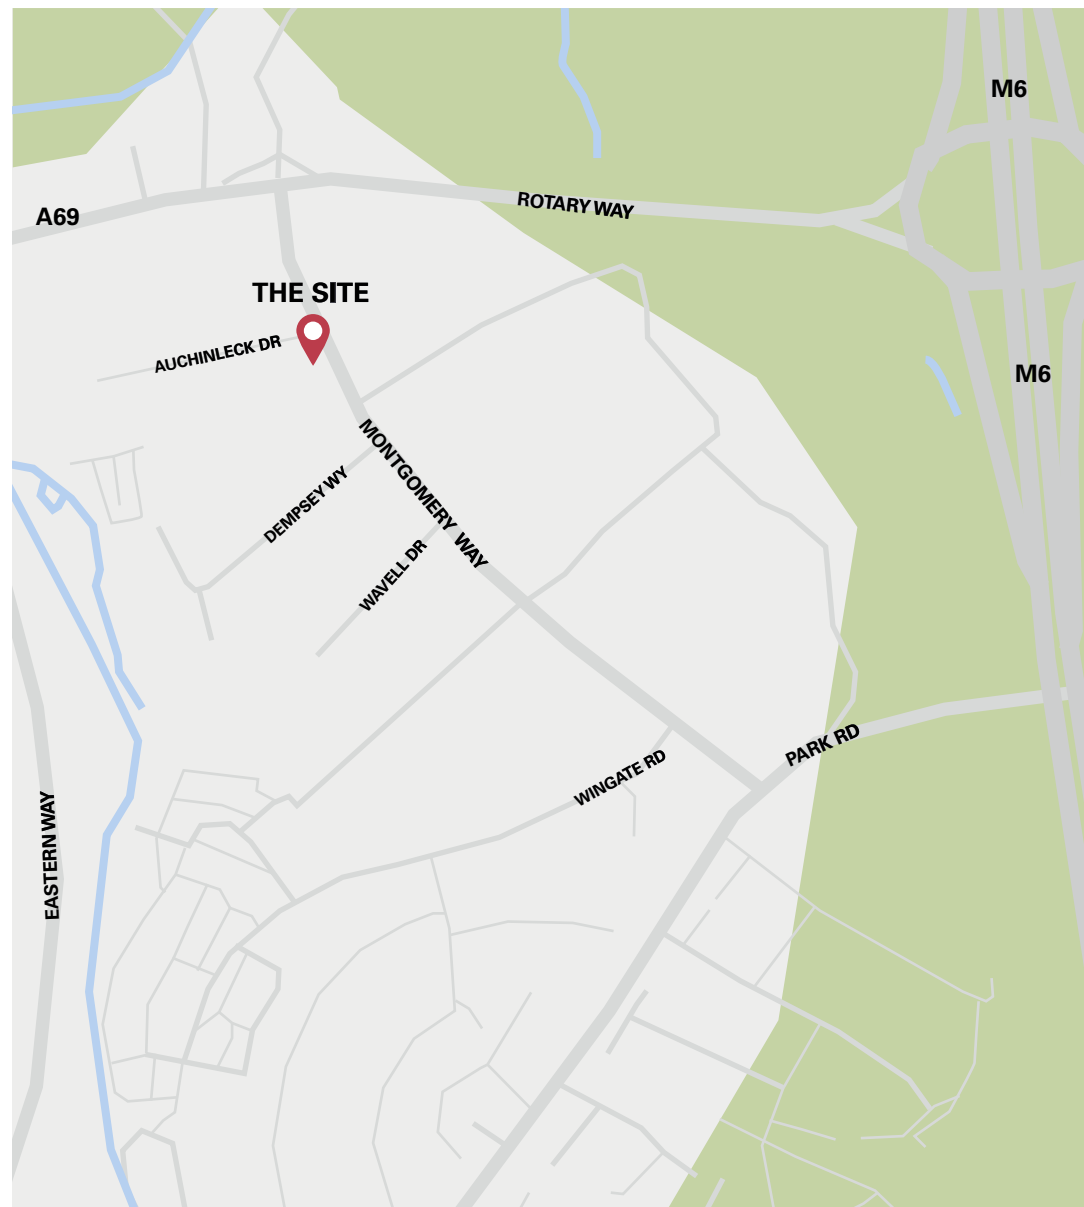 M6
ROTARY WAY
A69
THE SITE
AUCHINLECK DR
M6
MONTGOMERY WAY
DEMPSEY WY
WAVELL DR
PARK RD
WINGATE RD
EASTERN WAY